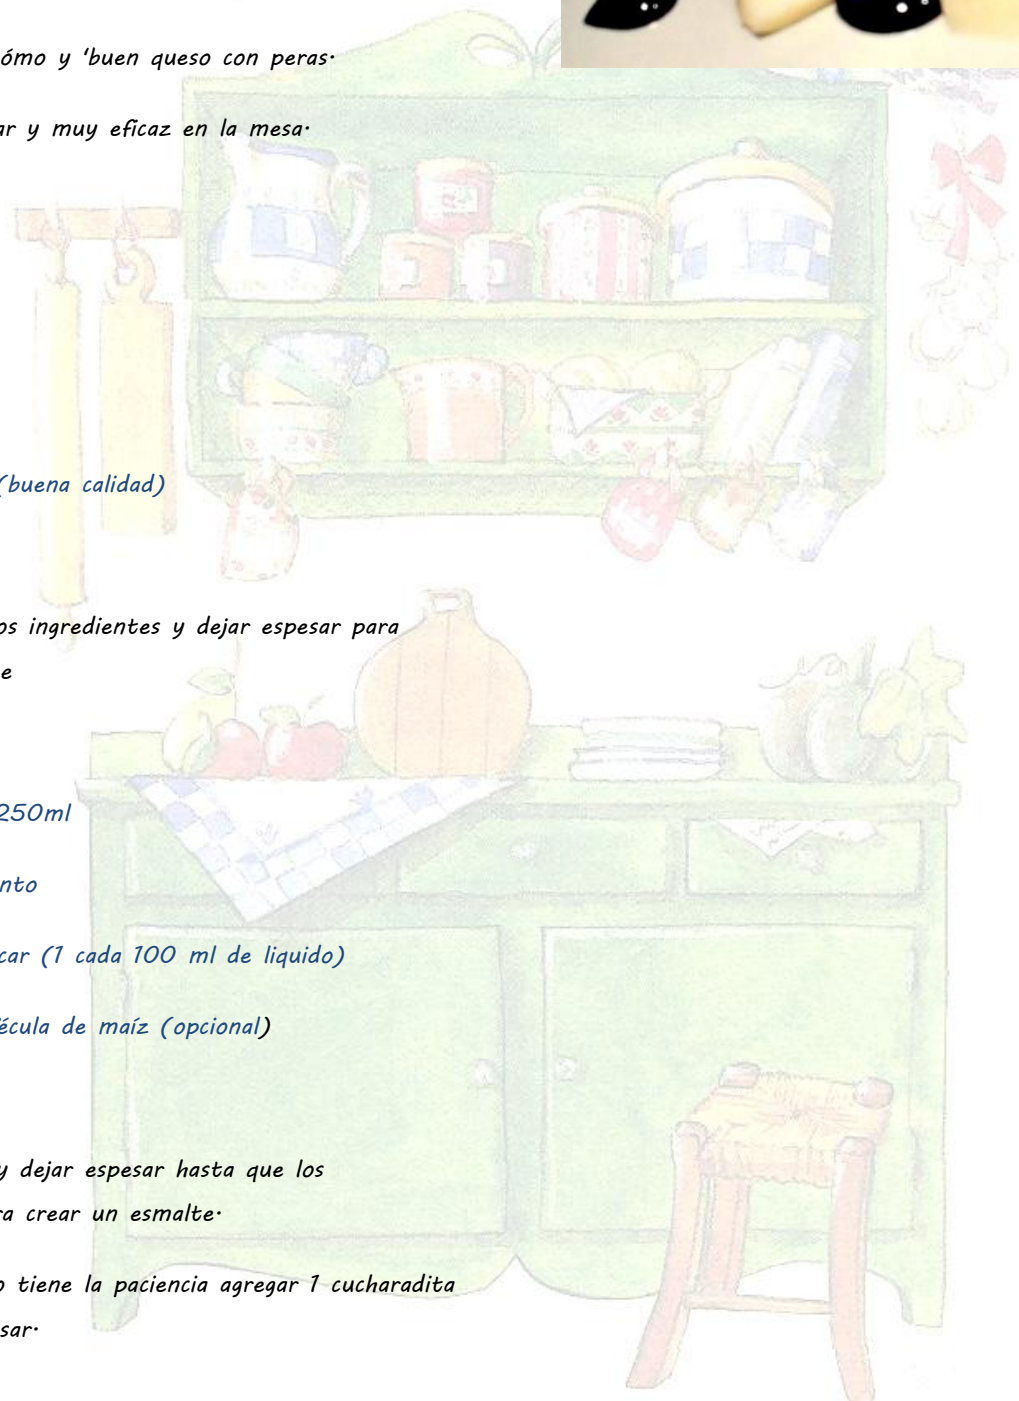 ómo y ‘buen queso con peras·
ar y muy eficaz en la mesa·
(buena calidad)
os ingredientes y dejar espesar para
e
250ml
nto
car (1 cada 100 ml de liquido)
écula de maíz (opcional)
y dejar espesar hasta que los
ra crear un esmalte·
o tiene la paciencia agregar 1 cucharadita
sar·